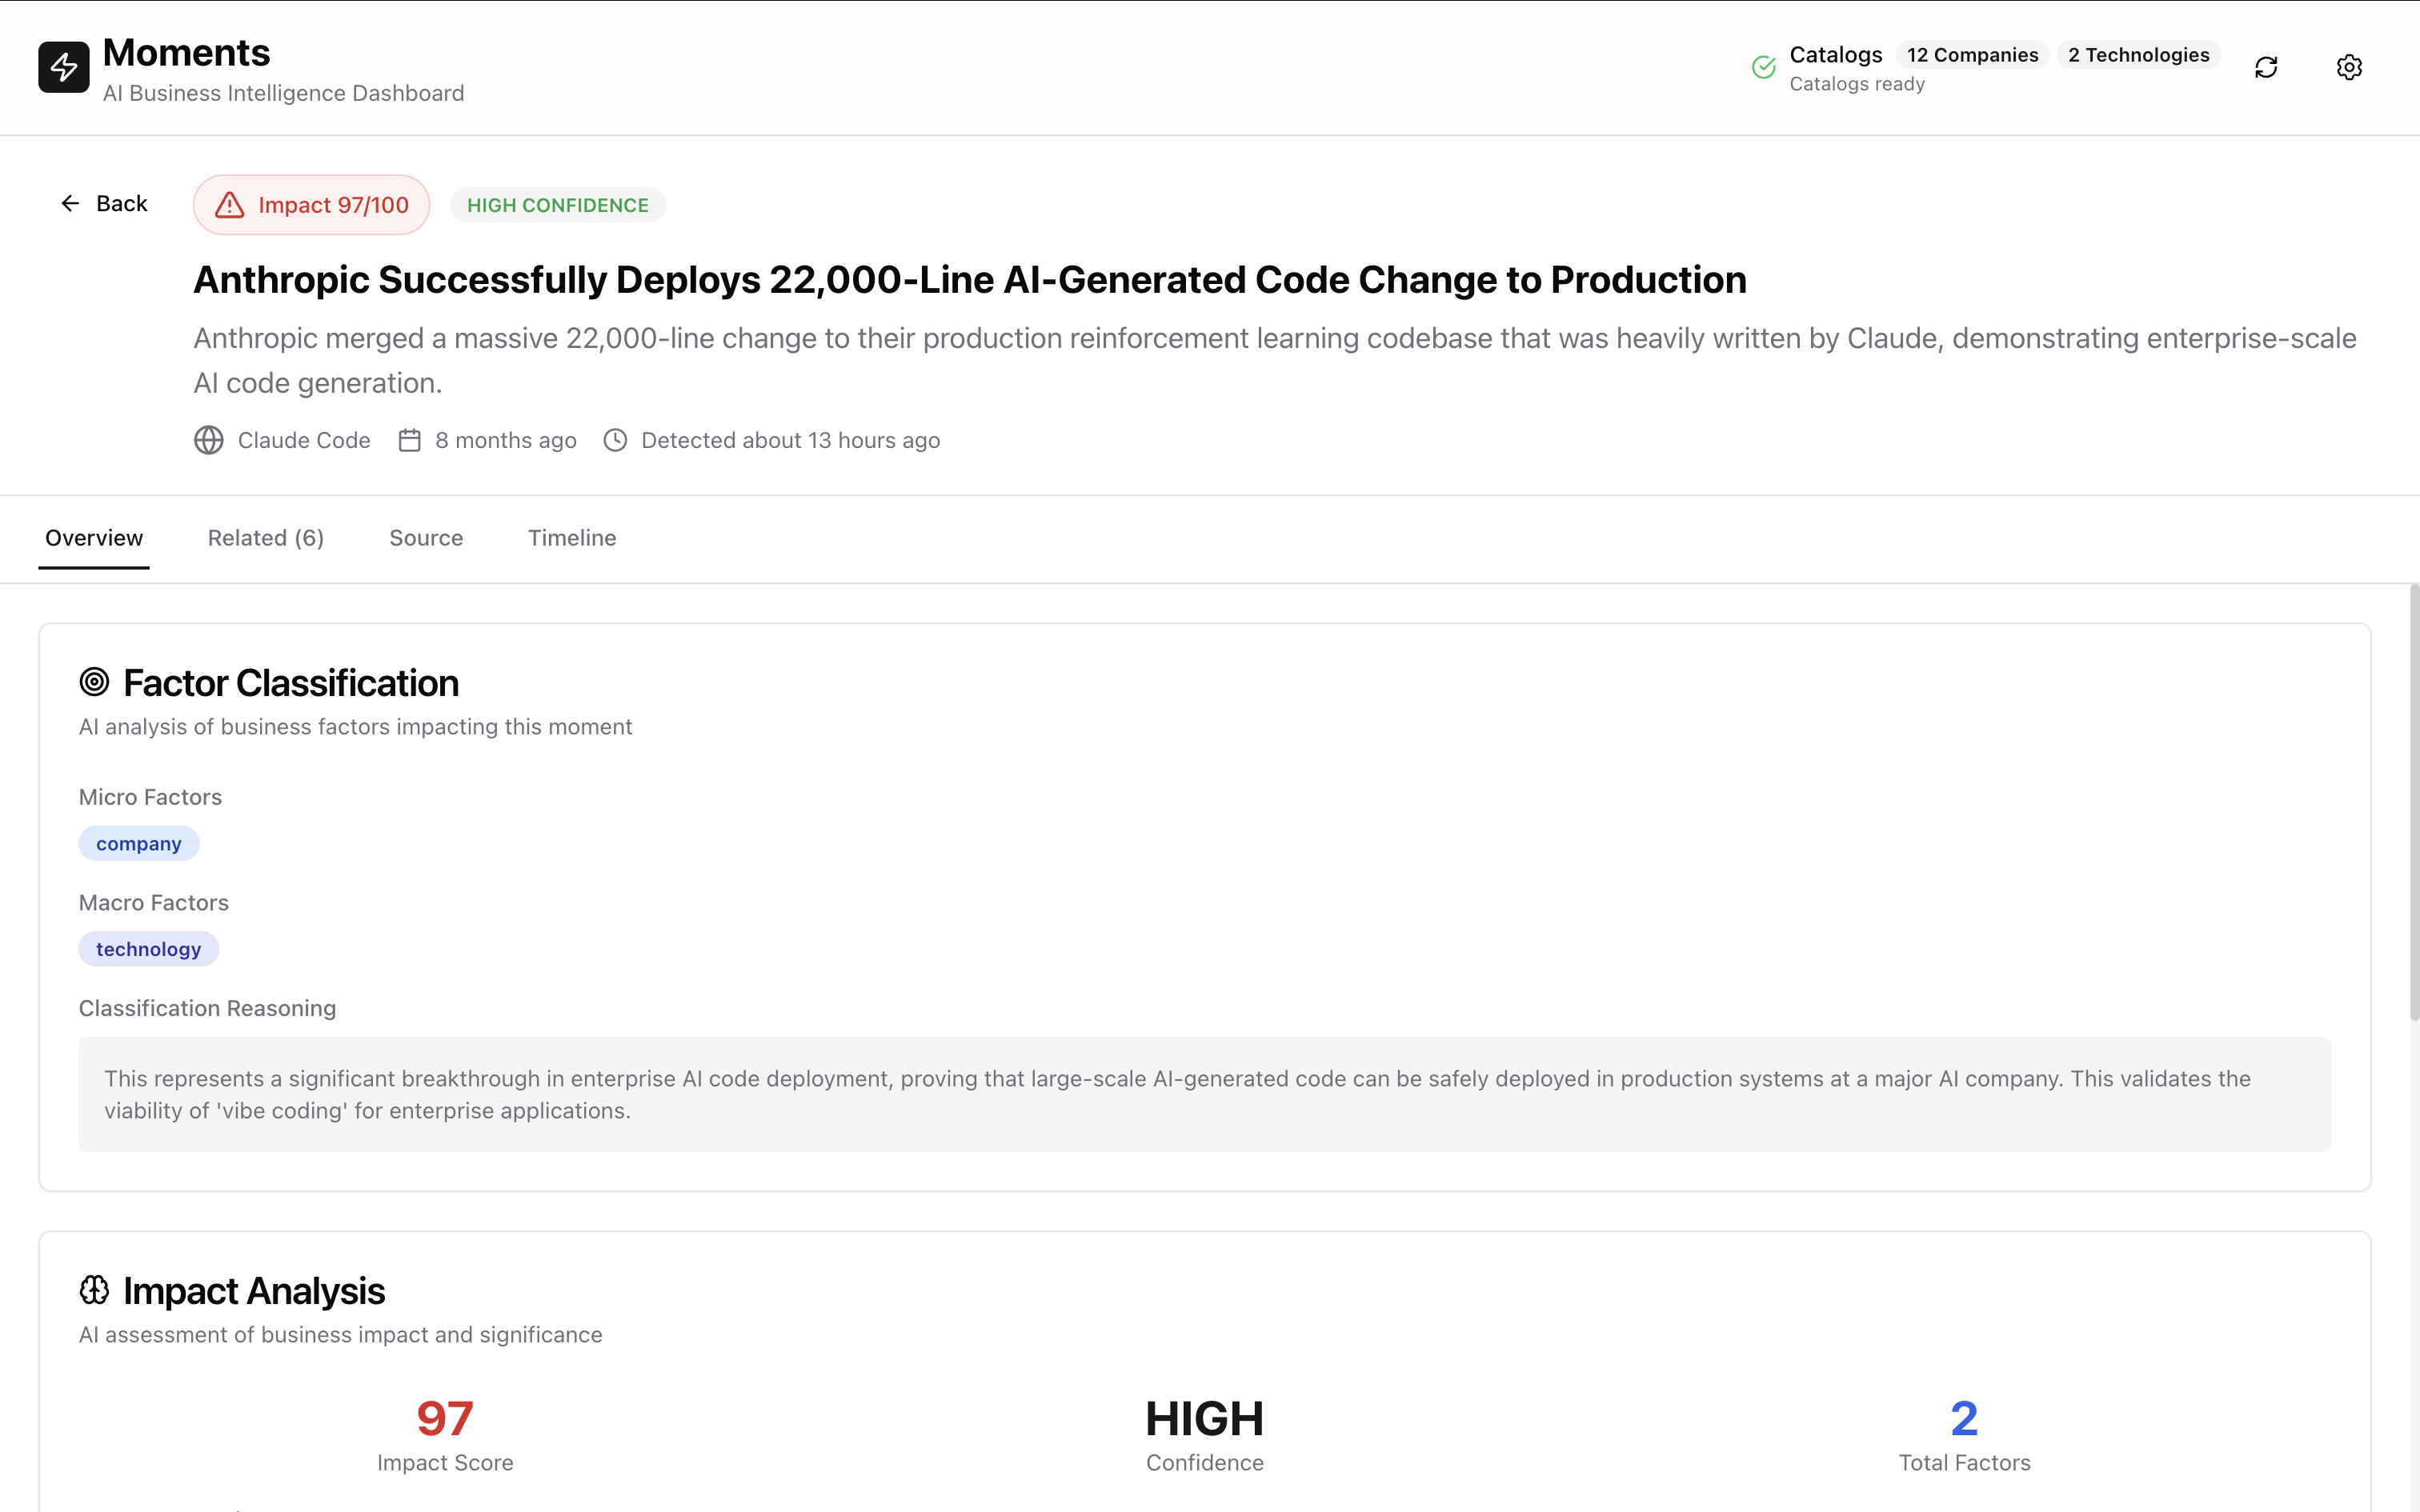 Moments
AI Business Intelligence Dashboard
Catalogs 12 Companies 2 Technologies
Catalogs ready
Back
Impact 97/100
HIGH CONFIDENCE
Anthropic Successfully Deploys 22,000-Line AI-Generated Code Change to Production
Anthropic merged a massive 22,000-line change to their production reinforcement learning codebase that was heavily written by Claude, demonstrating enterprise-scale
AI code generation.
Claude Code 8 months ago Detected about 13 hours ago
Overview Related (6) Source Timeline
Factor Classification
AI analysis of business factors impacting this moment
Micro Factors
company
Macro Factors
technology
Classification Reasoning
This represents a significant breakthrough in enterprise AI code deployment, proving that large-scale AI-generated code can be safely deployed in production systems at a major AI company. This validates the
viability of 'vibe coding' for enterprise applications.
Impact Analysis
AI assessment of business impact and significance
97 HIGH 2
Impact Score Confidence Total Factors